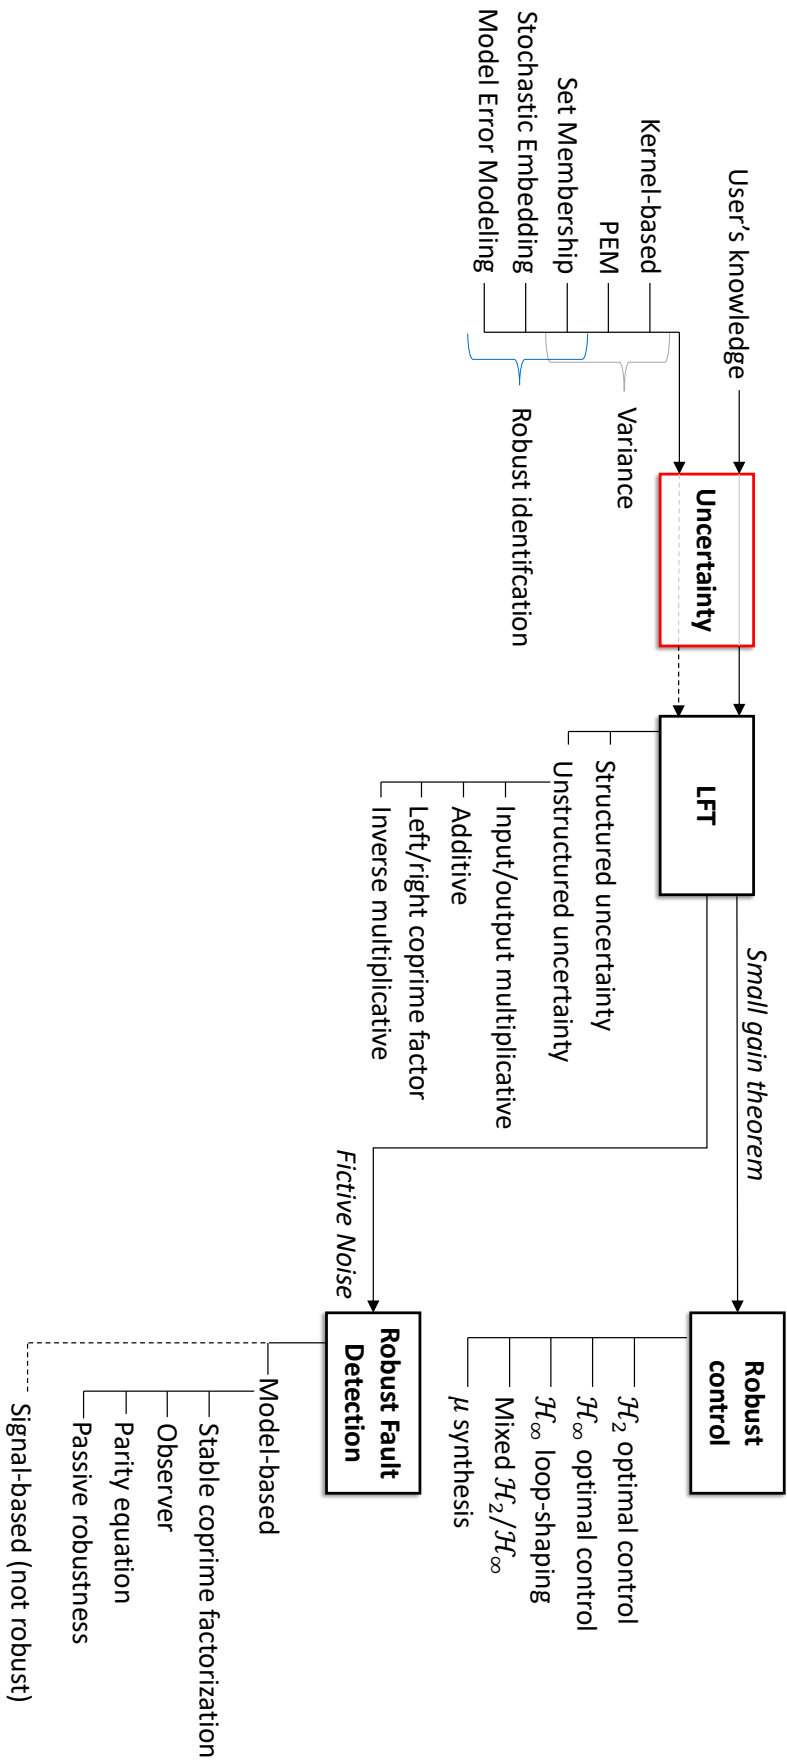 User's knowledge
Kernel-based
PEM
Set Membership
Stochastic Embedding
Model Error Modeling
Variance
Robust identifcation
Uncertainty
LFT
Structured uncertainty
Unstructured uncertainty
Input/output multiplicative
Additive
Left/right coprime factor
Inverse multiplicative
Small gain theorem
Fictive Noise
Robust
control
ℋ₂ optimal control
ℋ∞ optimal control
ℋ∞ loop-shaping
Mixed ℋ₂/ℋ∞
μ synthesis
Robust Fault
Detection
Model-based
Stable coprime factorization
Observer
Parity equation
Passive robustness
Signal-based (not robust)